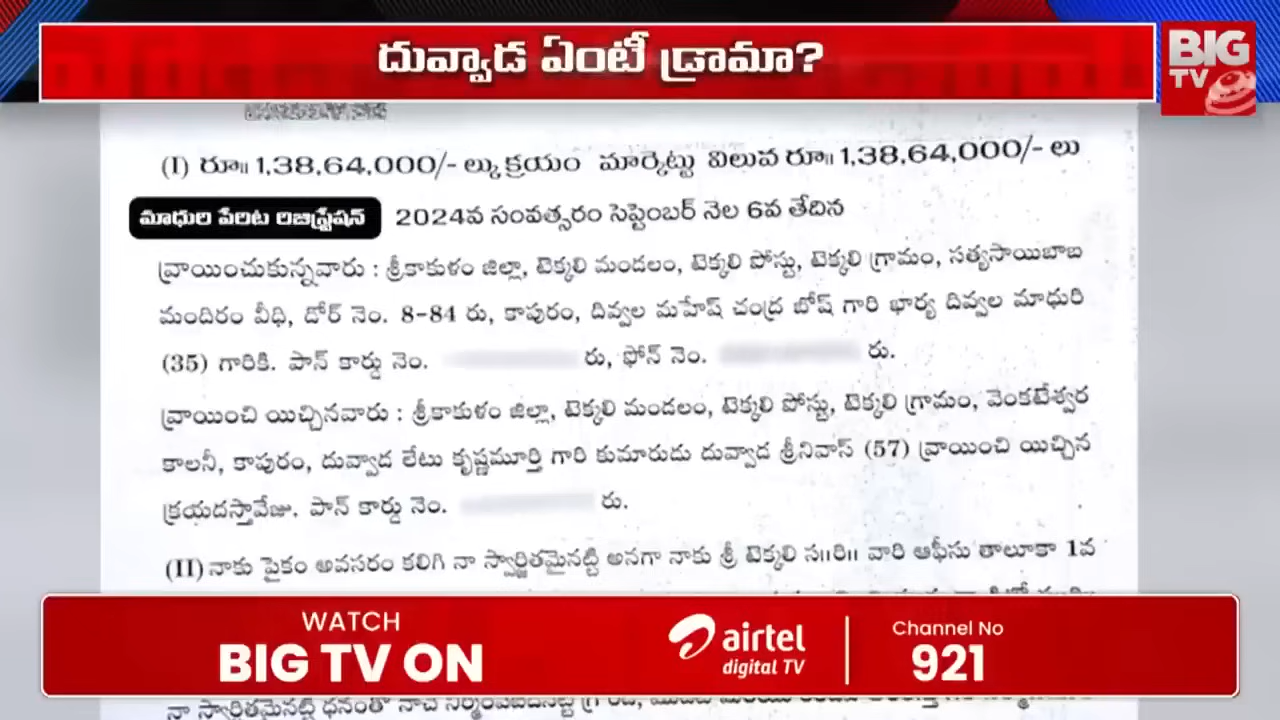 దువ్వాడ ఏంటీ డ్రామా?
BIG TV
(I) రూ॥ 1,38,64,000/- ల్కు క్రయం మార్కెట్టు విలువ రూ॥ 1,38,64,000/- లు
మాధురి పేరిట రిజిస్ట్రేషన్ 2024వ సంవత్సరం సెప్టెంబర్ నెల 6వ తేదిన
వ్రాయించుకున్నవారు : శ్రీకాకుళం జిల్లా, టెక్కలి మండలం, టెక్కలి పోస్టు, టెక్కలి గ్రామం, సత్యసాయిబాబ
మందిరం వీధి, డోర్ నెం. 8-84 రు, కాపురం, దివ్వల మహేష్ చంద్ర బోష్ గారి భార్య దివ్వల మాధురి
(35) గారికి. పాన్ కార్డు నెం. రు, ఫోన్ నెం. రు.
వ్రాయించి యిచ్చినవారు : శ్రీకాకుళం జిల్లా, టెక్కలి మండలం, టెక్కలి పోస్టు, టెక్కలి గ్రామం, వెంకటేశ్వర
కాలనీ, కాపురం, దువ్వాడ లేటు కృష్ణమూర్తి గారి కుమారుడు దువ్వాడ శ్రీనివాస్ (57) వ్రాయించి యిచ్చిన
క్రయదస్తావేజు. పాన్ కార్డు నెం. రు.
(II) నాకు పైకం అవసరం కలిగి నా స్వార్జితమైనట్టి అనగా నాకు శ్రీ టెక్కలి స॥రి॥ వారి ఆఫీసు తాలూకా 1వ
WATCH
BIG TV ON
airtel
digital TV
Channel No
921
నా స్వార్జితమైనట్టి ధనంతో నాచే